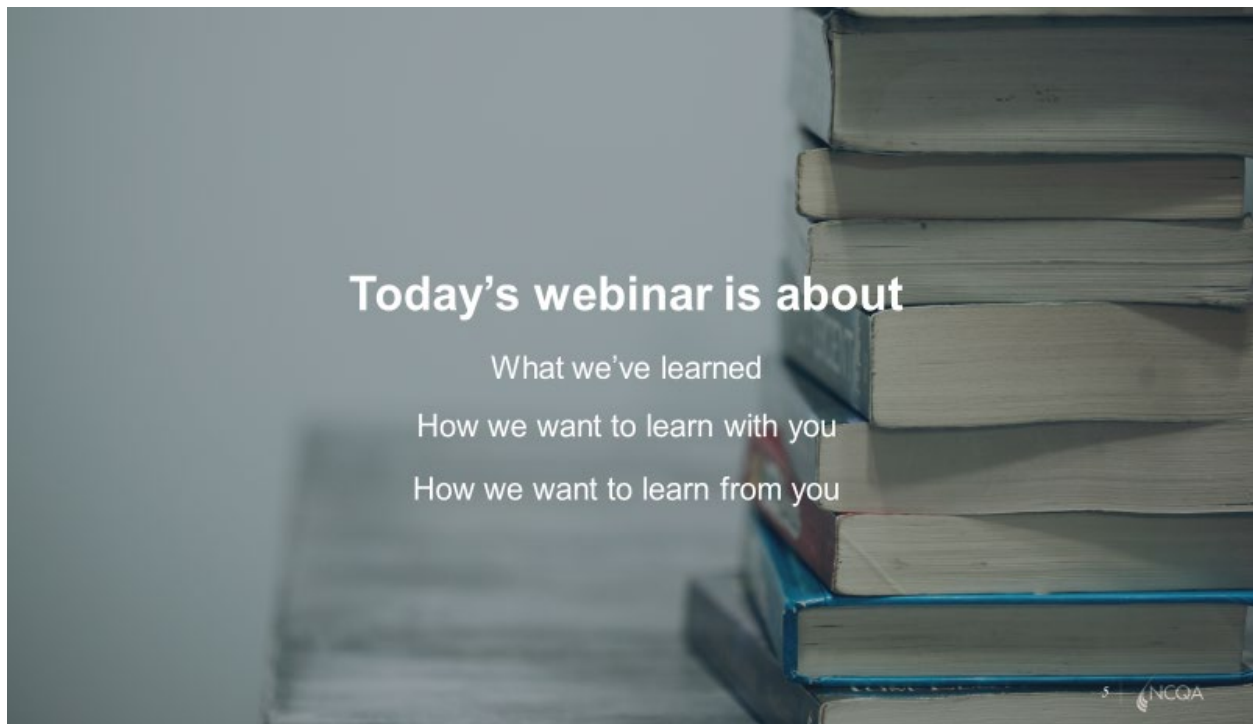 Today’s webinar is about
What we’ve learned
How we want to learn with you
How we want to learn from you
5
NCQA